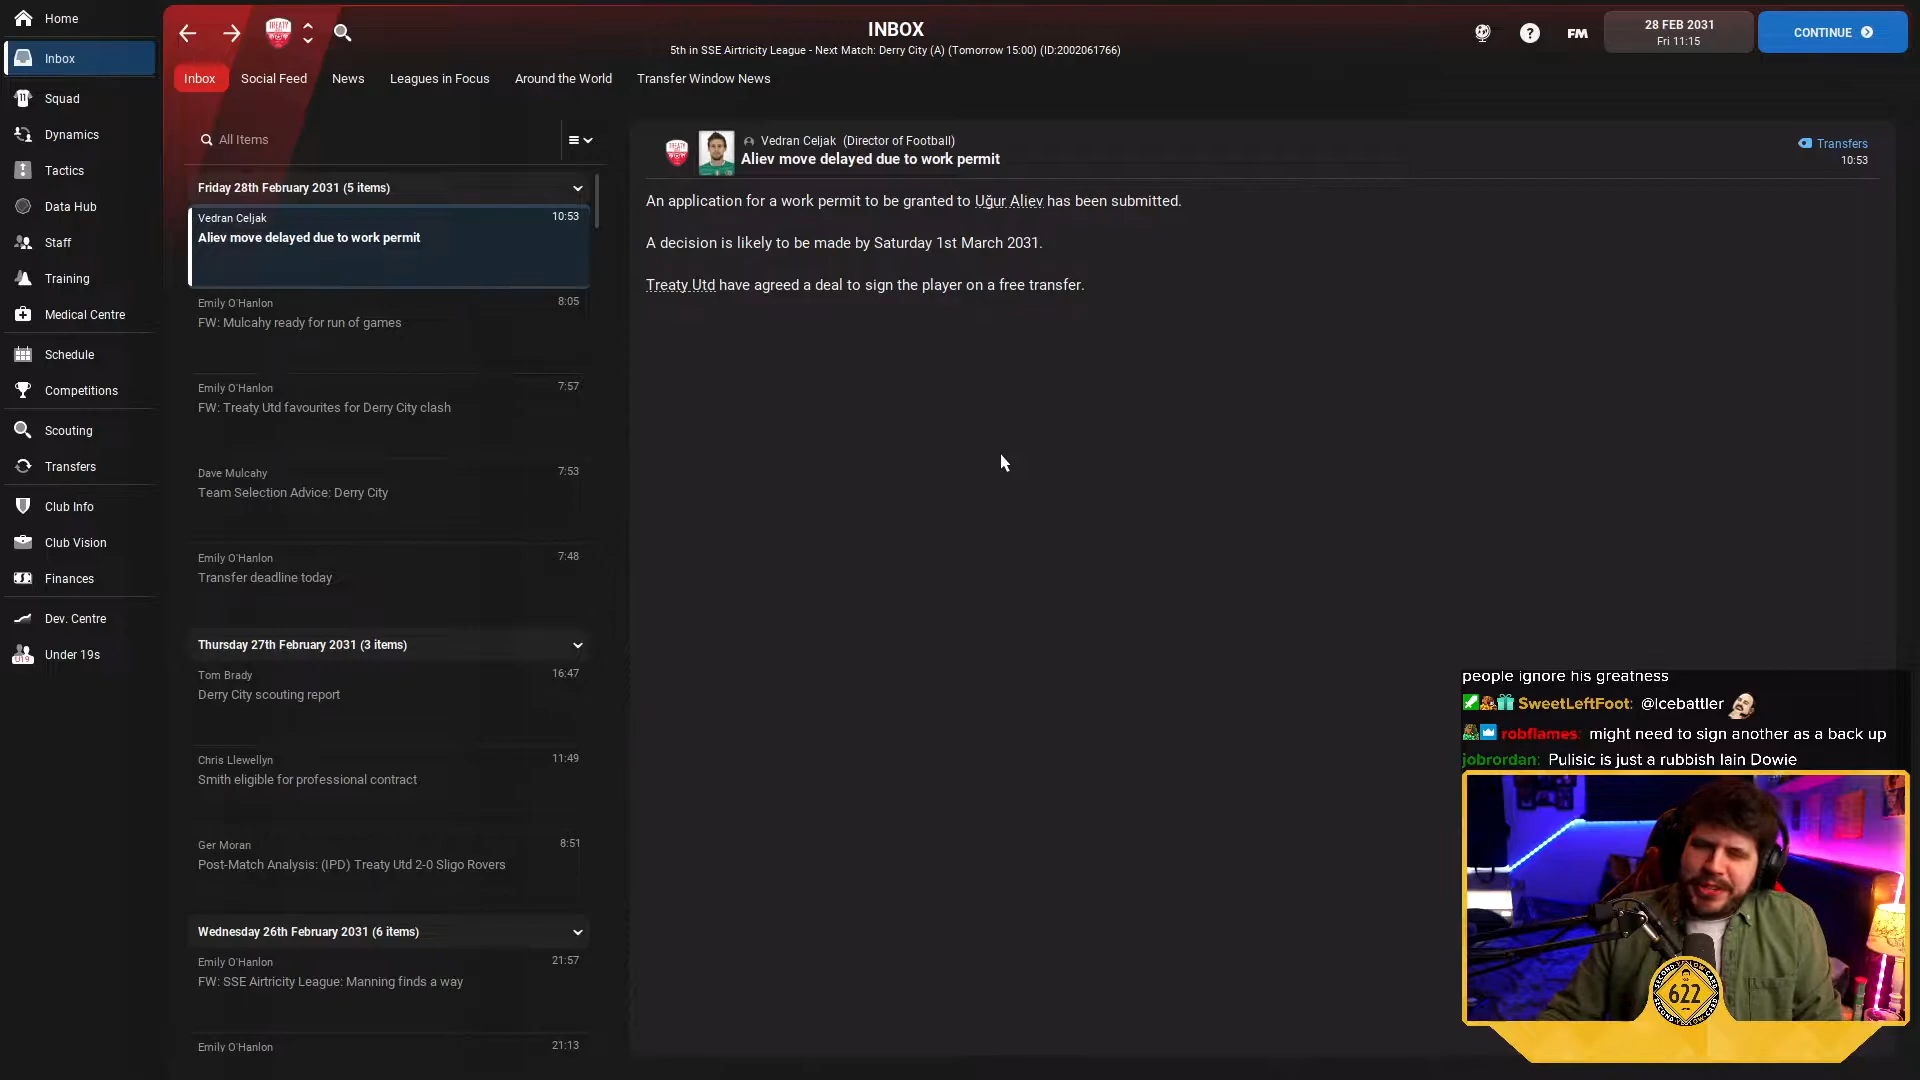 Home
Inbox
Squad
Dynamics
Tactics
Data Hub
Staff
Training
Medical Centre
Schedule
Competitions
Scouting
Transfers
Club Info
Club Vision
Finances
Dev. Centre
U19
Under 19s
TREATY
INBOX
5th in SSE Airtricity League - Next Match: Derry City (A) (Tomorrow 15:00) (ID:2002061766)
?
FM
28 FEB 2031
Fri 11:15
CONTINUE
Inbox
Social Feed
News
Leagues in Focus
Around the World
Transfer Window News
All Items
Friday 28th February 2031 (5 items)
Vedran Celjak 10:53
Aliev move delayed due to work permit
Emily O'Hanlon 8:05
FW: Mulcahy ready for run of games
Emily O'Hanlon 7:57
FW: Treaty Utd favourites for Derry City clash
Dave Mulcahy 7:53
Team Selection Advice: Derry City
Emily O'Hanlon 7:48
Transfer deadline today
Thursday 27th February 2031 (3 items)
Tom Brady 16:47
Derry City scouting report
Chris Llewellyn 11:49
Smith eligible for professional contract
Ger Moran 8:51
Post-Match Analysis: (IPD) Treaty Utd 2-0 Sligo Rovers
Wednesday 26th February 2031 (6 items)
Emily O'Hanlon 21:57
FW: SSE Airtricity League: Manning finds a way
Emily O'Hanlon 21:13
TREATY
Vedran Celjak (Director of Football)
Aliev move delayed due to work permit
Transfers
10:53
An application for a work permit to be granted to Uğur Aliev has been submitted.
A decision is likely to be made by Saturday 1st March 2031.
Treaty Utd have agreed a deal to sign the player on a free transfer.
people ignore his greatness
SweetLeftFoot: @Icebattler
robflames: might need to sign another as a back up
jobrordan: Pulisic is just a rubbish Iain Dowie
SECOND YELLOW CARD
622
SECOND YELLOW CARD